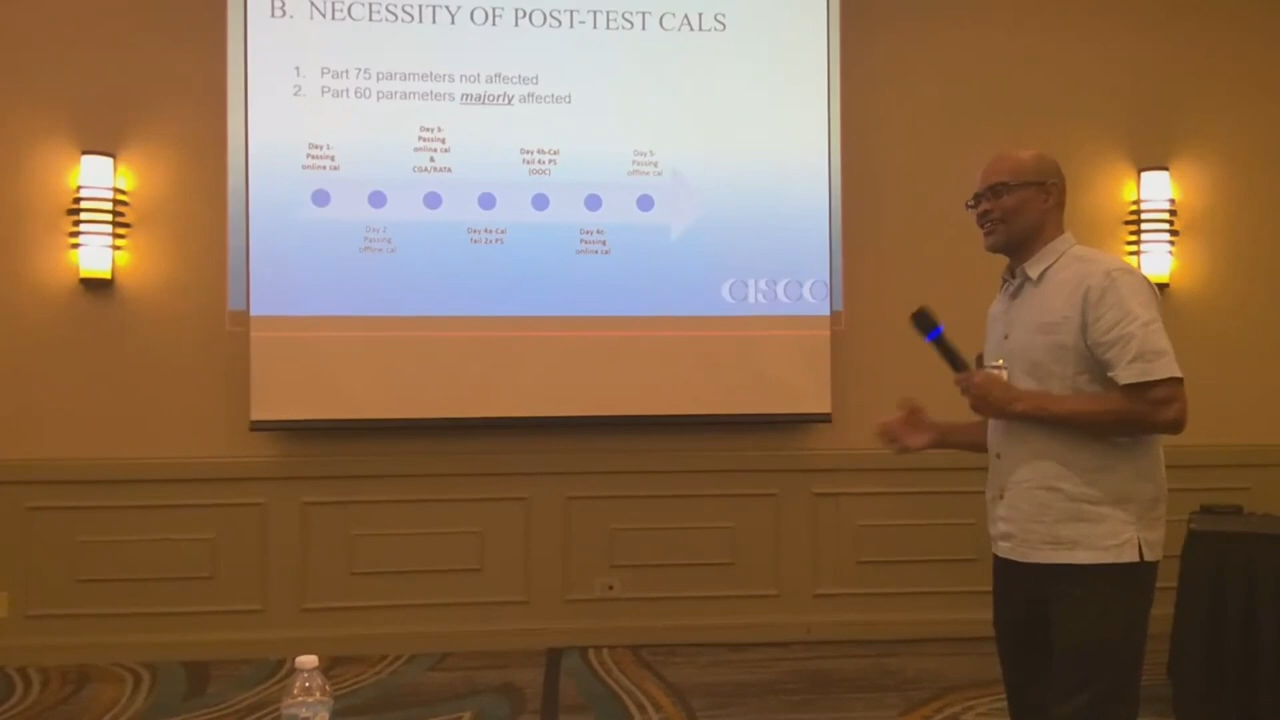 B. NECESSITY OF POST-TEST CALS
1. Part 75 parameters not affected
2. Part 60 parameters majorly affected
Day 1-
Passing
online cal
Day 2
Passing
offline cal
Day 3-
Passing
online cal
&
CGA/RATA
Day 4a-Cal
fail 2x PS
Day 4b-Cal
Fail 4x PS
(OOC)
Day 4c-
Passing
online cal
Day 5-
Passing
offline cal
CISCO